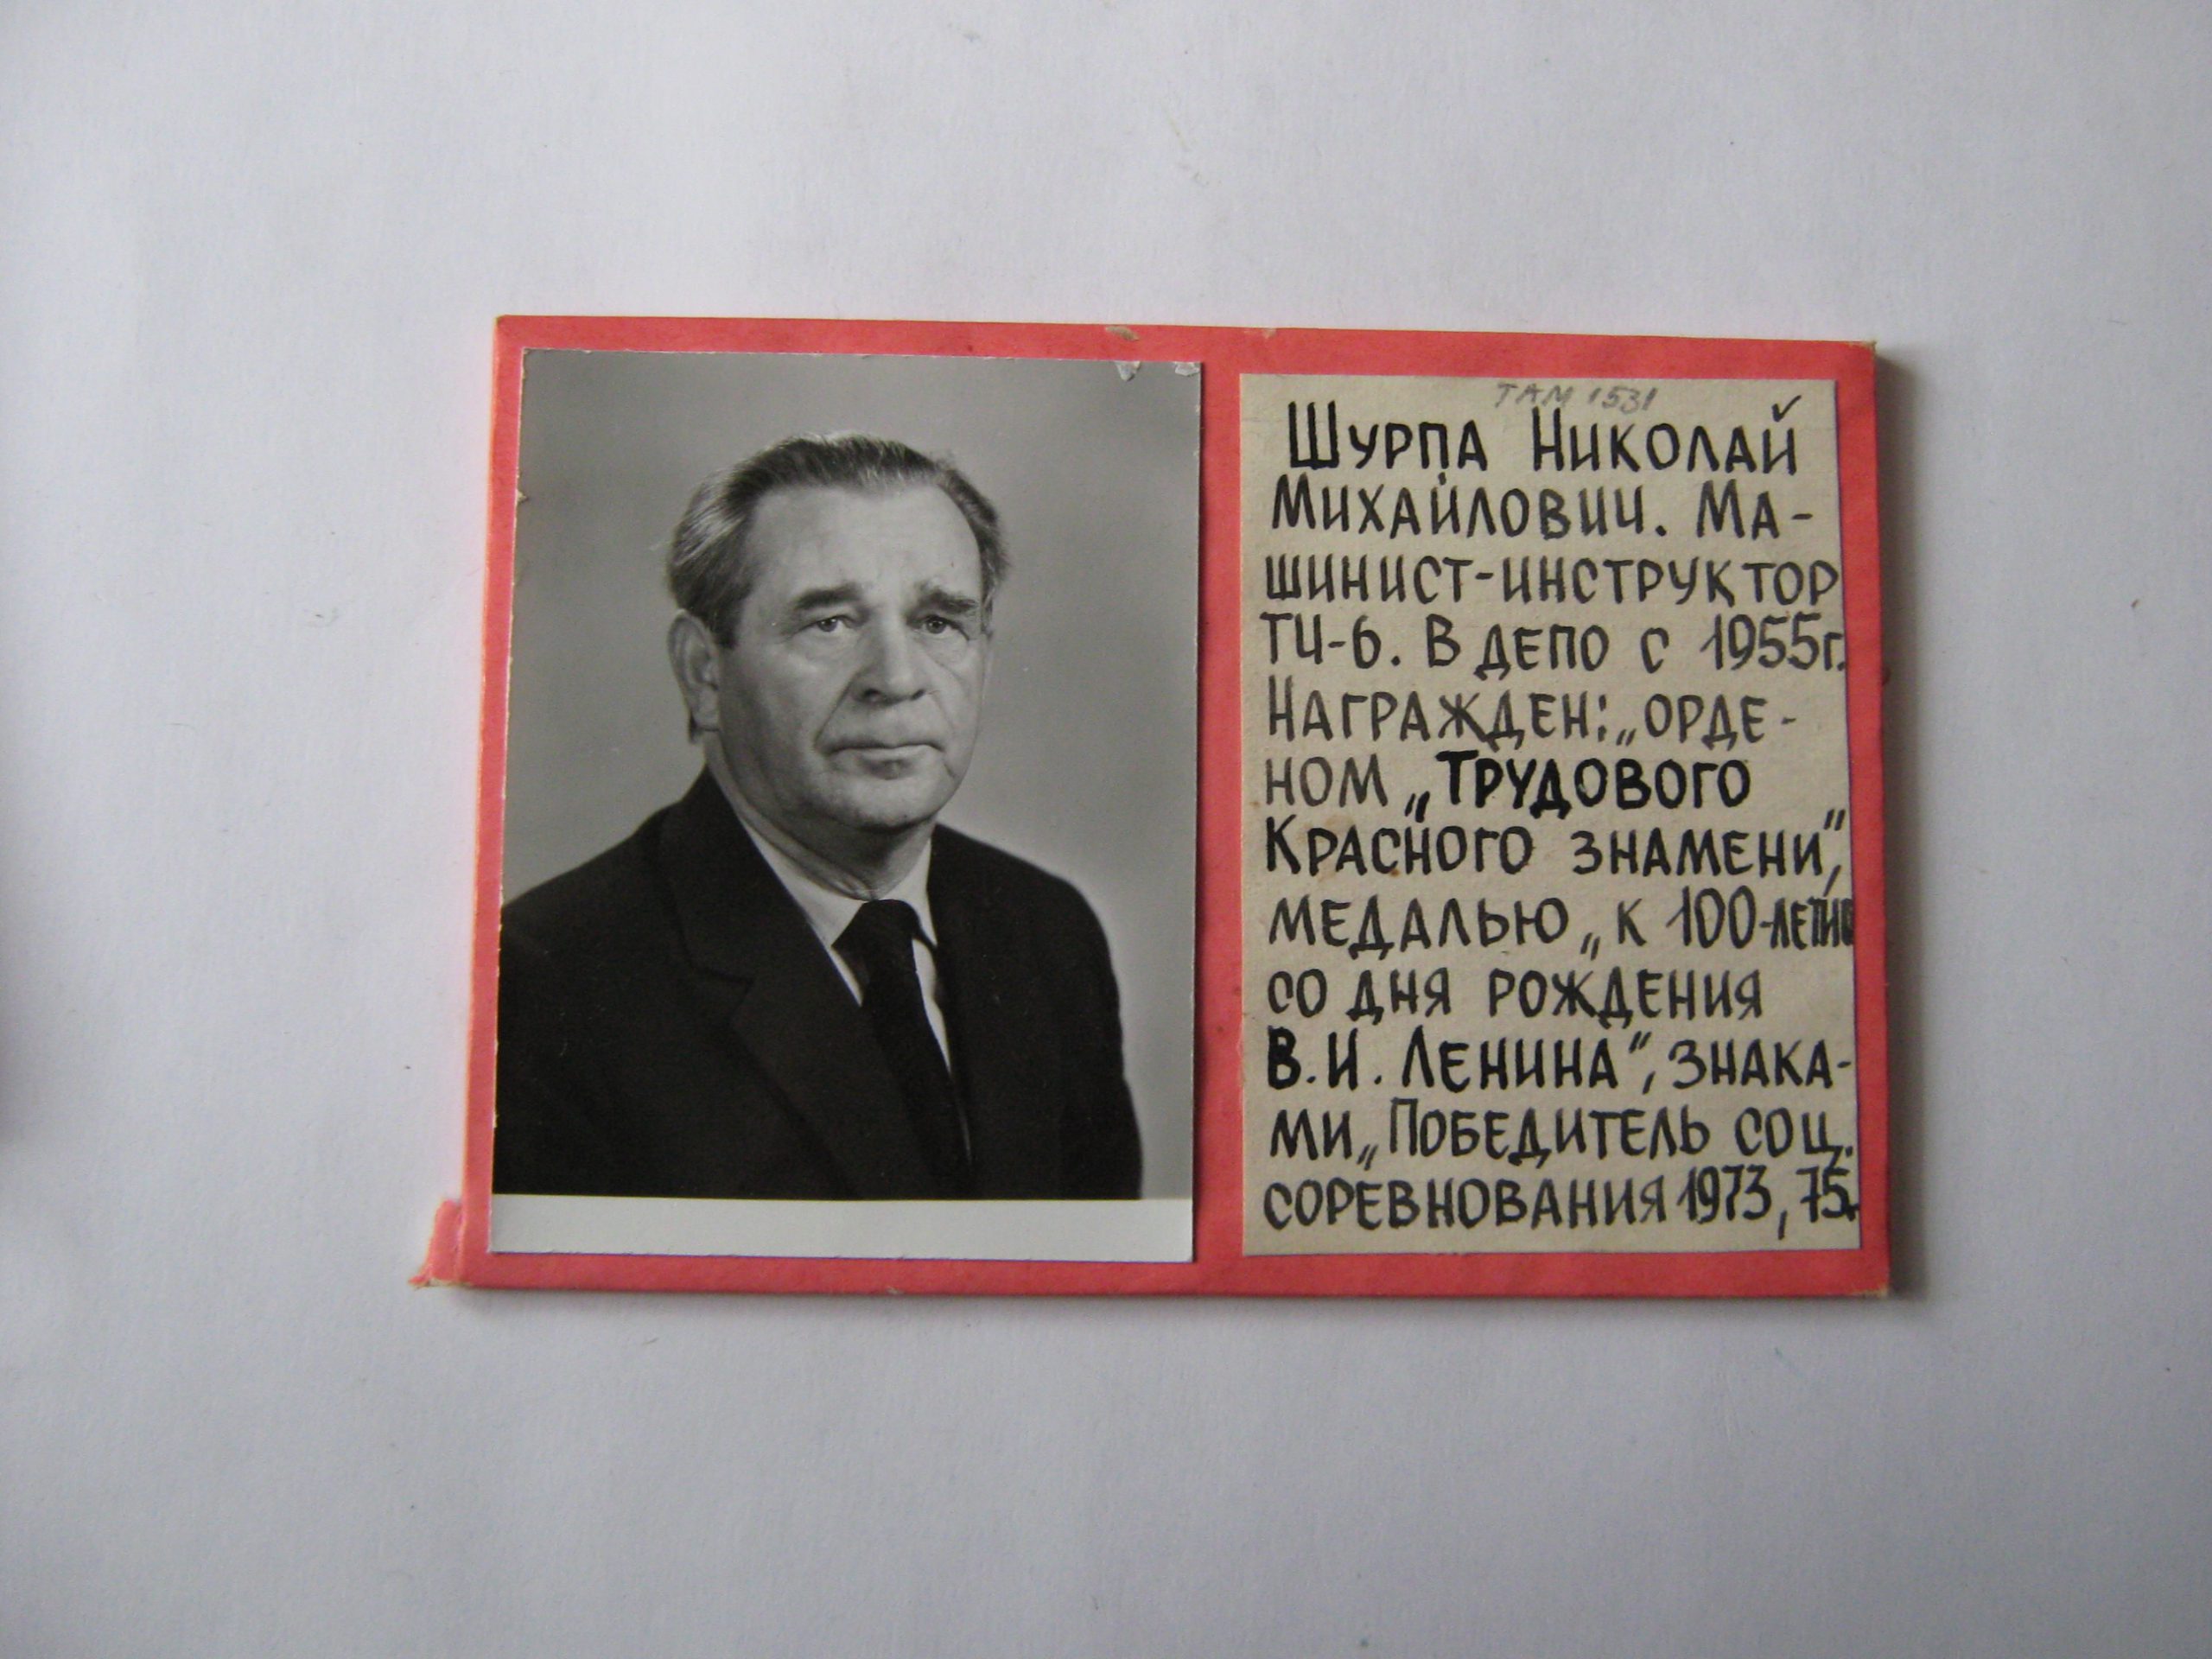 ТАМ 1531
Шурпа Николай
Михайлович. Ма-
шинист-инструктор
ТЧ-6. В депо с 1955г.
Награжден: „орде-
ном „Трудового
Красного знамени”,
медалью „к 100-летию
со дня рождения
В.И. Ленина”, знака-
ми „Победитель соц.
соревнования 1973, 75.